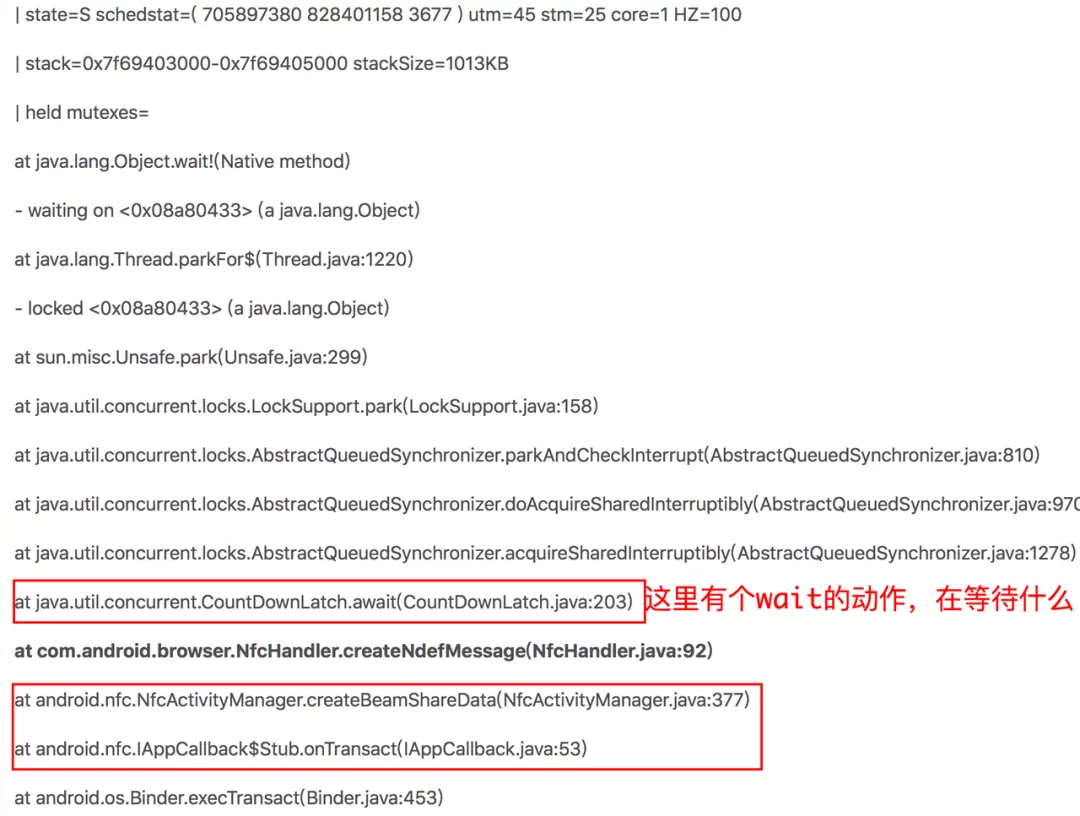 | state=S schedstat=( 705897380 828401158 3677 ) utm=45 stm=25 core=1 HZ=100
| stack=0x7f69403000-0x7f69405000 stackSize=1013KB
| held mutexes=
at java.lang.Object.wait!(Native method)
- waiting on <0x08a80433> (a java.lang.Object)
at java.lang.Thread.parkFor$(Thread.java:1220)
- locked <0x08a80433> (a java.lang.Object)
at sun.misc.Unsafe.park(Unsafe.java:299)
at java.util.concurrent.locks.LockSupport.park(LockSupport.java:158)
at java.util.concurrent.locks.AbstractQueuedSynchronizer.parkAndCheckInterrupt(AbstractQueuedSynchronizer.java:810)
at java.util.concurrent.locks.AbstractQueuedSynchronizer.doAcquireSharedInterruptibly(AbstractQueuedSynchronizer.java:970
at java.util.concurrent.locks.AbstractQueuedSynchronizer.acquireSharedInterruptibly(AbstractQueuedSynchronizer.java:1278)
at java.util.concurrent.CountDownLatch.await(CountDownLatch.java:203) 这里有个wait的动作，在等待什么
at com.android.browser.NfcHandler.createNdefMessage(NfcHandler.java:92)
at android.nfc.NfcActivityManager.createBeamShareData(NfcActivityManager.java:377)
at android.nfc.IAppCallback$Stub.onTransact(IAppCallback.java:53)
at android.os.Binder.execTransact(Binder.java:453)